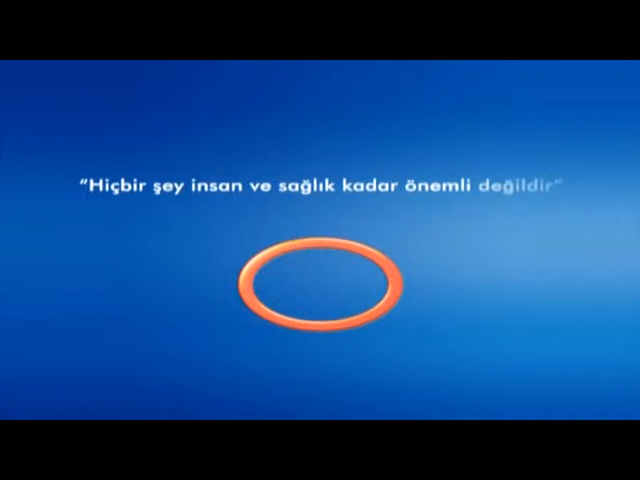 “Hiçbir şey insan ve sağlık kadar önemli değildir”